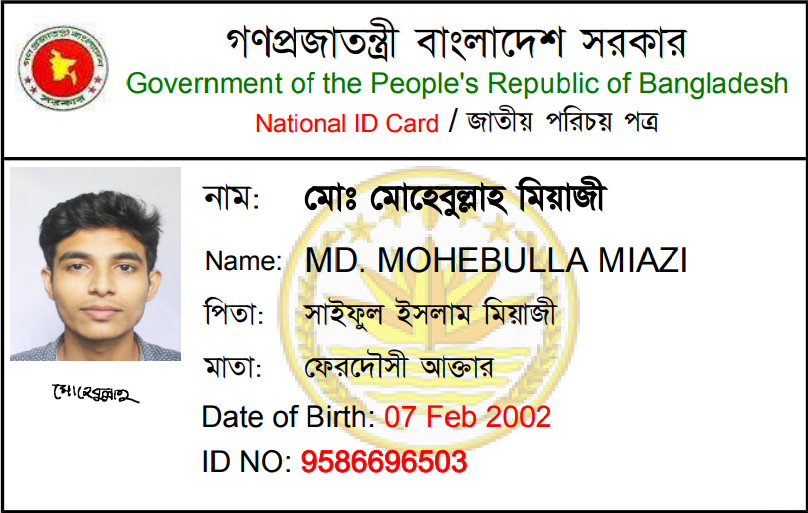 গণপ্রজাতন্ত্রী বাংলাদেশ সরকার
Government of the People's Republic of Bangladesh
National ID Card / জাতীয় পরিচয় পত্র
নাম: মোঃ মোহেবুল্লাহ মিয়াজী
Name: MD. MOHEBULLA MIAZI
পিতা: সাইফুল ইসলাম মিয়াজী
মাতা: ফেরদৌসী আক্তার
মোহেবুল্লাহ
Date of Birth: 07 Feb 2002
ID NO: 9586696503